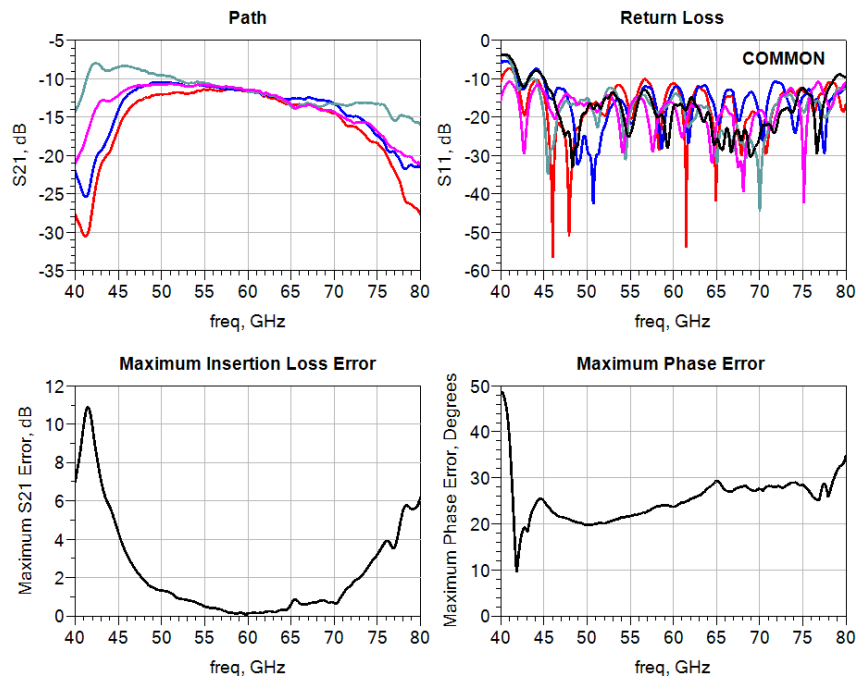 Path
-5
-10
-15
-20
-25
-30
-35
S21, dB
40 45 50 55 60 65 70 75 80
freq, GHz
Return Loss
COMMON
0
-10
-20
-30
-40
-50
-60
S11, dB
40 45 50 55 60 65 70 75 80
freq, GHz
Maximum Insertion Loss Error
12
10
8
6
4
2
0
Maximum S21 Error, dB
40 45 50 55 60 65 70 75 80
freq, GHz
Maximum Phase Error
50
40
30
20
10
0
Maximum Phase Error, Degrees
40 45 50 55 60 65 70 75 80
freq, GHz